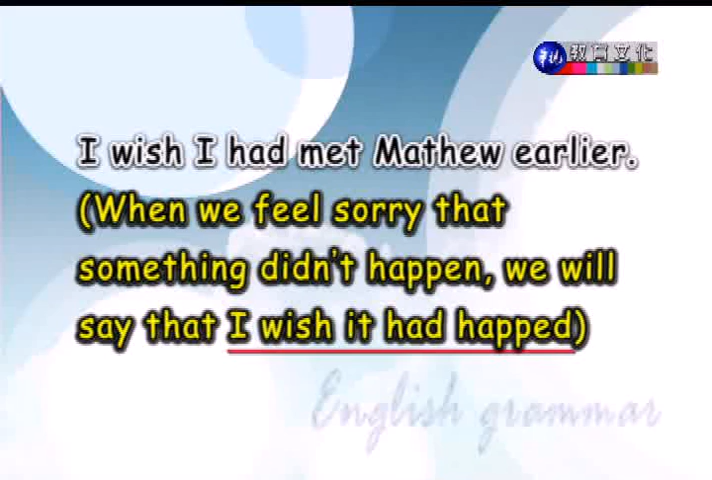 教育文化
I wish I had met Mathew earlier.
(When we feel sorry that
something didn't happen, we will
say that I wish it had happed)
English grammar